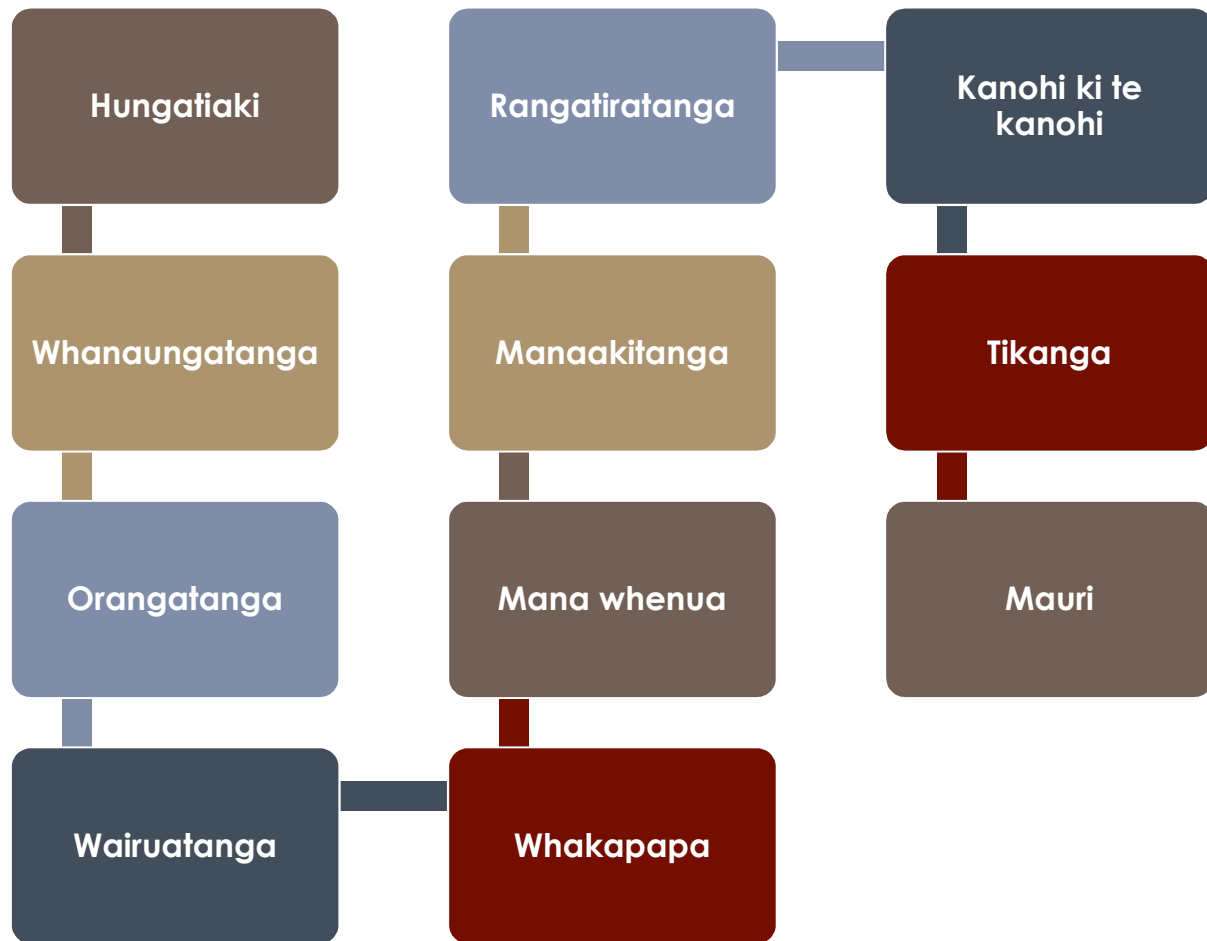 Hungatiaki
Whanaungatanga
Orangatanga
Wairuatanga
Whakapapa
Mana whenua
Manaakitanga
Rangatiratanga
Kanohi ki te
kanohi
Tikanga
Mauri